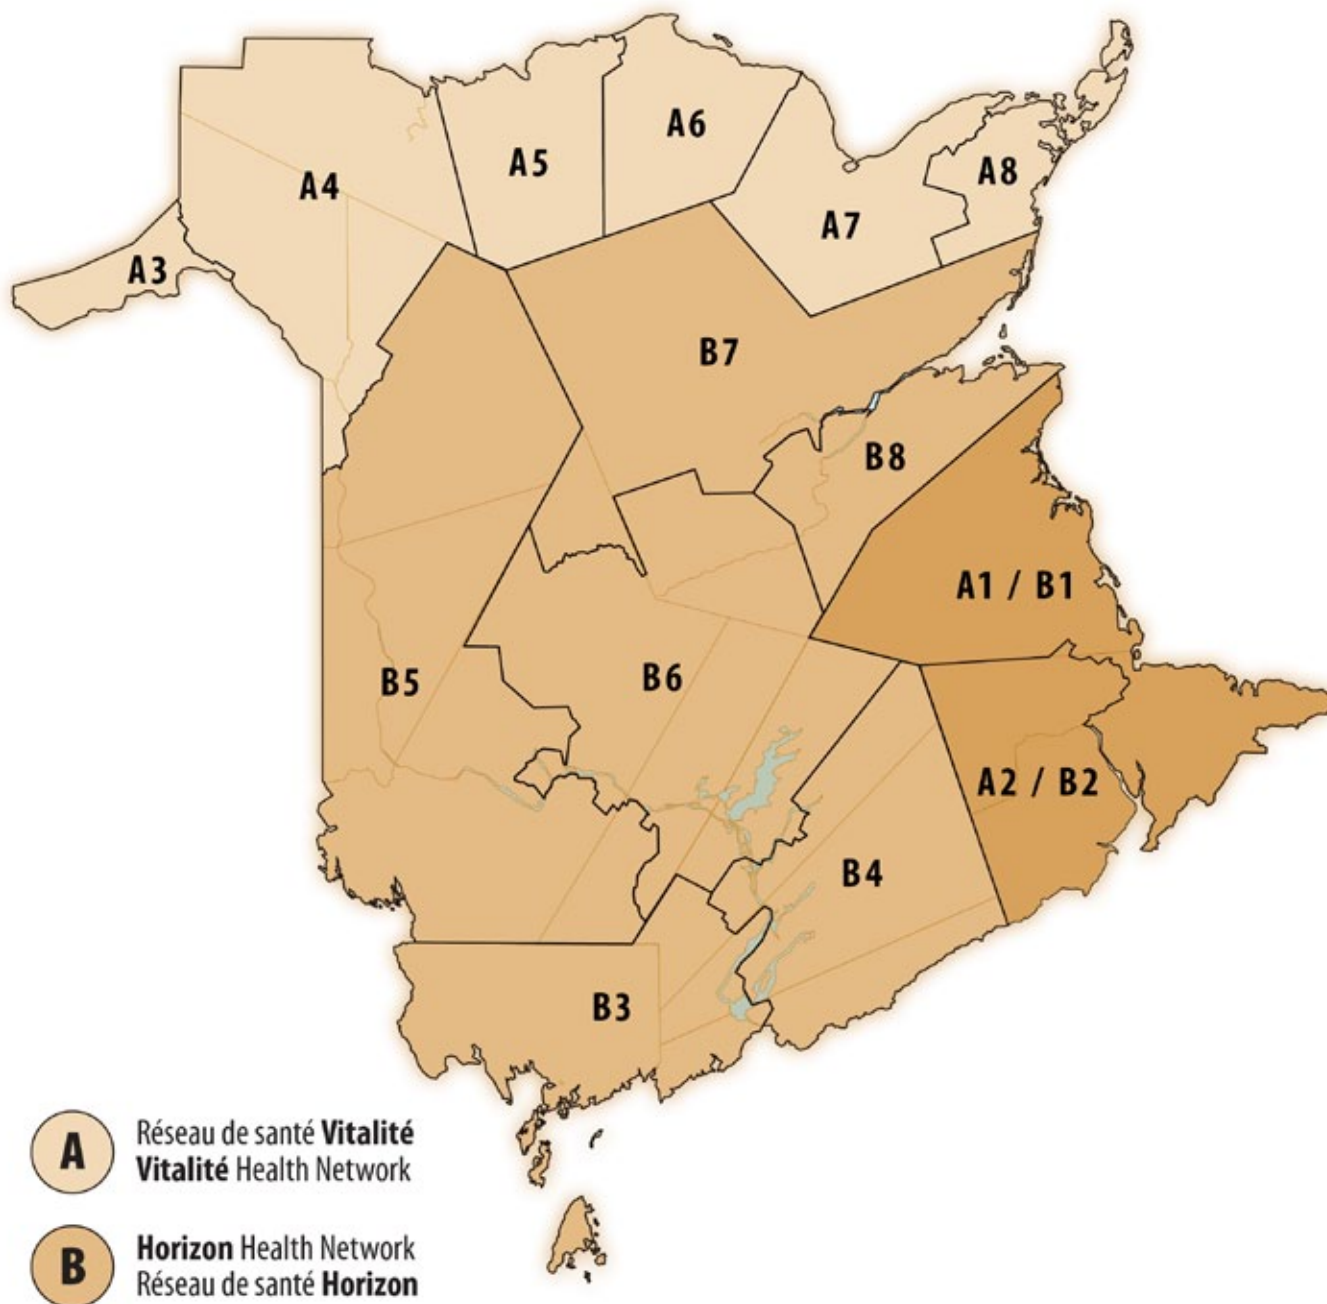 A6
A5
A8
A4
A7
A3
B7
B8
A1 / B1
B6
B5
A2 / B2
B4
B3
A
Réseau de santé Vitalité
Vitalité Health Network
B
Horizon Health Network
Réseau de santé Horizon